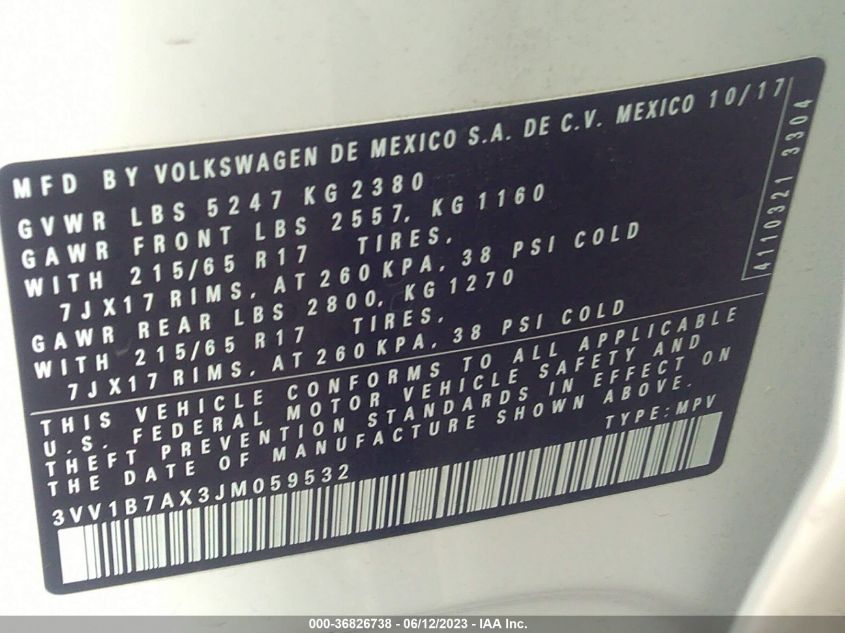 MFD BY VOLKSWAGEN DE MEXICO S.A. DE C.V. MEXICO 10/17
GVWR LBS 5247 KG 2380
GAWR FRONT LBS 2557, KG 1160
WITH 215/65 R17 TIRES,
7JX17 RIMS, AT 260 KPA, 38 PSI COLD
GAWR REAR LBS 2800, KG 1270
WITH 215/65 R17 TIRES,
7JX17 RIMS, AT 260 KPA, 38 PSI COLD
THIS VEHICLE CONFORMS TO ALL APPLICABLE
U.S. FEDERAL MOTOR VEHICLE SAFETY AND
THEFT PREVENTION STANDARDS IN EFFECT ON
THE DATE OF MANUFACTURE SHOWN ABOVE.
TYPE: MPV
3VV1B7AX3JM059532
4110321 3304
000-36826738 - 06/12/2023 - IAA Inc.